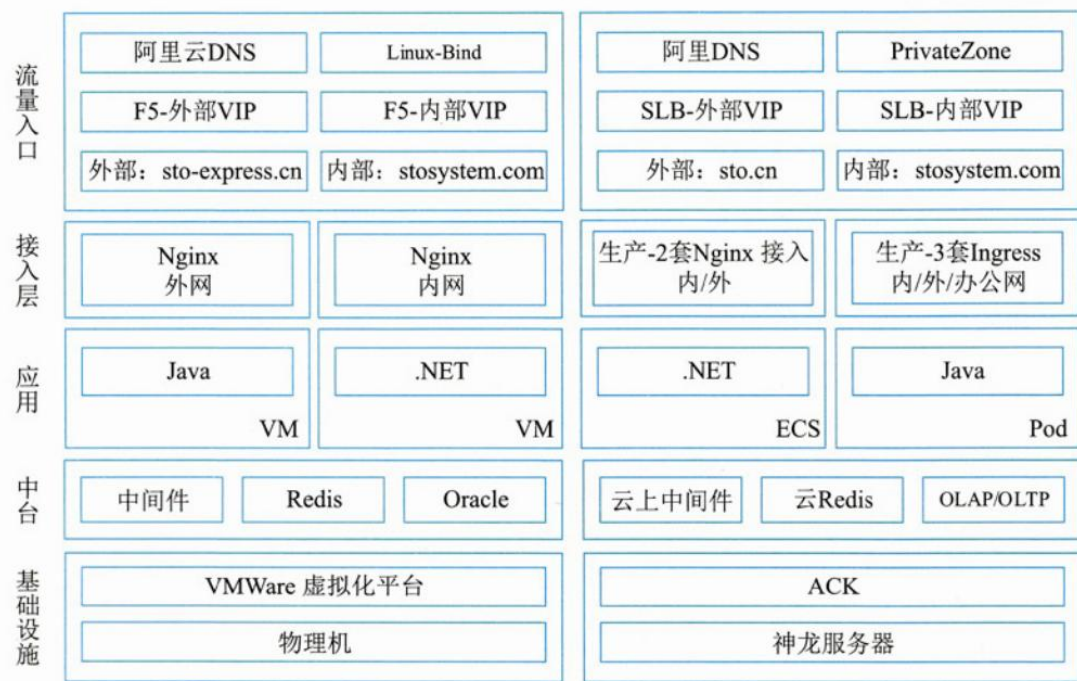 流量入口
阿里云DNS
Linux-Bind
F5-外部VIP
F5-内部VIP
外部：sto-express.cn
内部：stosystem.com
阿里DNS
PrivateZone
SLB-外部VIP
SLB-内部VIP
外部：sto.cn
内部：stosystem.com
接入层
Nginx
外网
Nginx
内网
生产-2套Nginx 接入
内/外
生产-3套Ingress
内/外/办公网
应用
Java
VM
.NET
VM
.NET
ECS
Java
Pod
中台
中间件
Redis
Oracle
云上中间件
云Redis
OLAP/OLTP
基础设施
VMWare 虚拟化平台
物理机
ACK
神龙服务器